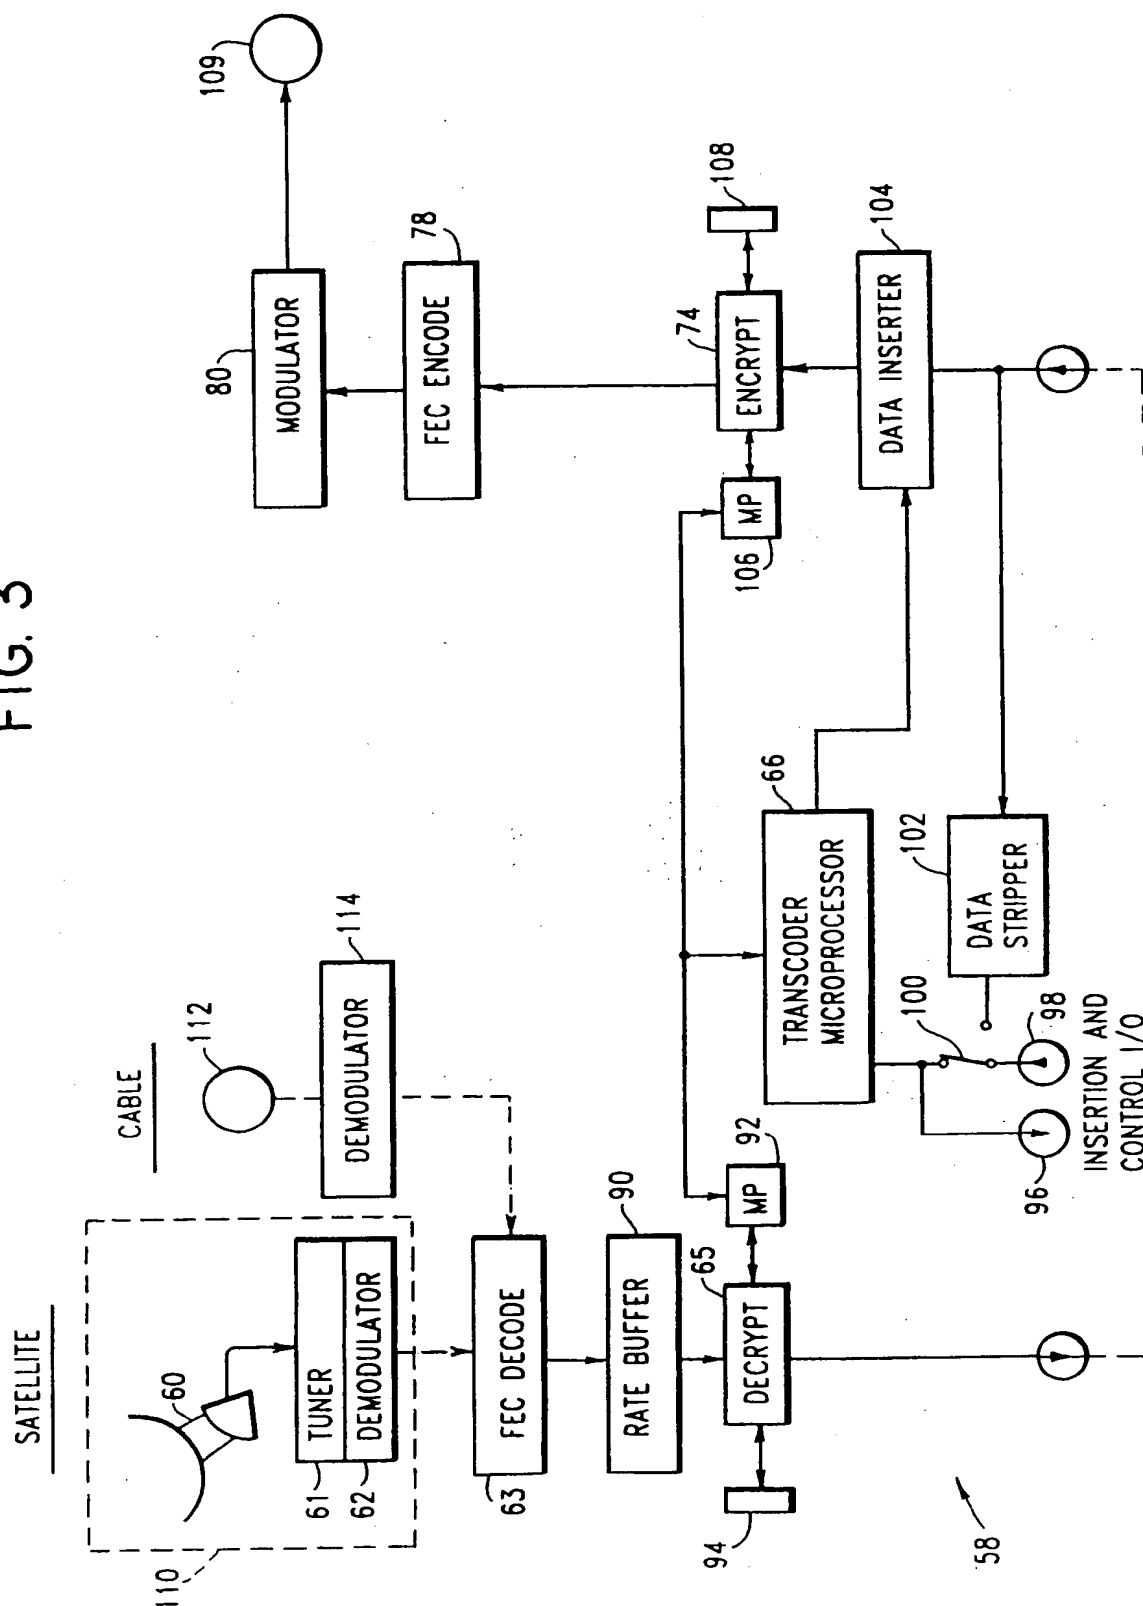 FIG. 3
SATELLITE
CABLE
60
110
61
TUNER
62
DEMODULATOR
112
DEMODULATOR
114
63
FEC DECODE
RATE BUFFER
90
65
DECRYPT
MP
92
94
58
66
TRANSCODER
MICROPROCESSOR
96
98
100
INSERTION AND
CONTROL I/O
102
DATA
STRIPPER
DATA INSERTER
104
74
ENCRYPT
MP
106
108
FEC ENCODE
78
80
MODULATOR
109